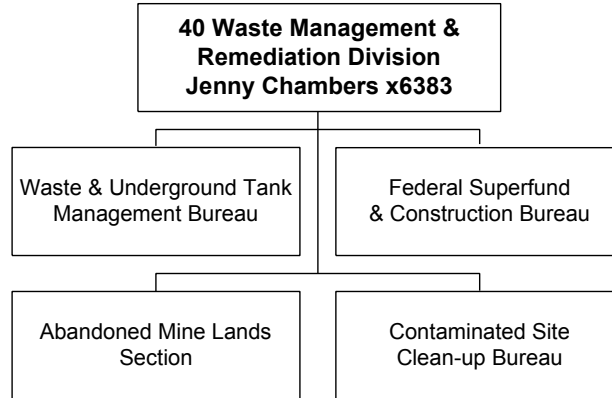 40 Waste Management &
Remediation Division
Jenny Chambers x6383
Waste & Underground Tank
Management Bureau
Federal Superfund
& Construction Bureau
Abandoned Mine Lands
Section
Contaminated Site
Clean-up Bureau